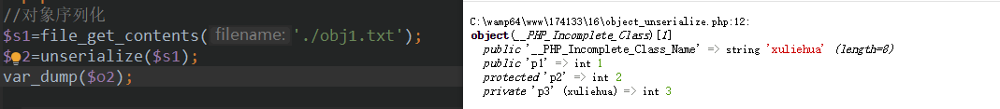 //对象序列化
$s1=file_get_contents( filename: './obj1.txt');
$o2=unserialize($s1);
var_dump($o2);
C:\wamp64\www\174133\16\object_unserialize.php:12:
object(__PHP_Incomplete_Class)[1]
public '__PHP_Incomplete_Class_Name' => string 'xuliehua' (length=8)
public 'p1' => int 1
protected 'p2' => int 2
private 'p3' (xuliehua) => int 3